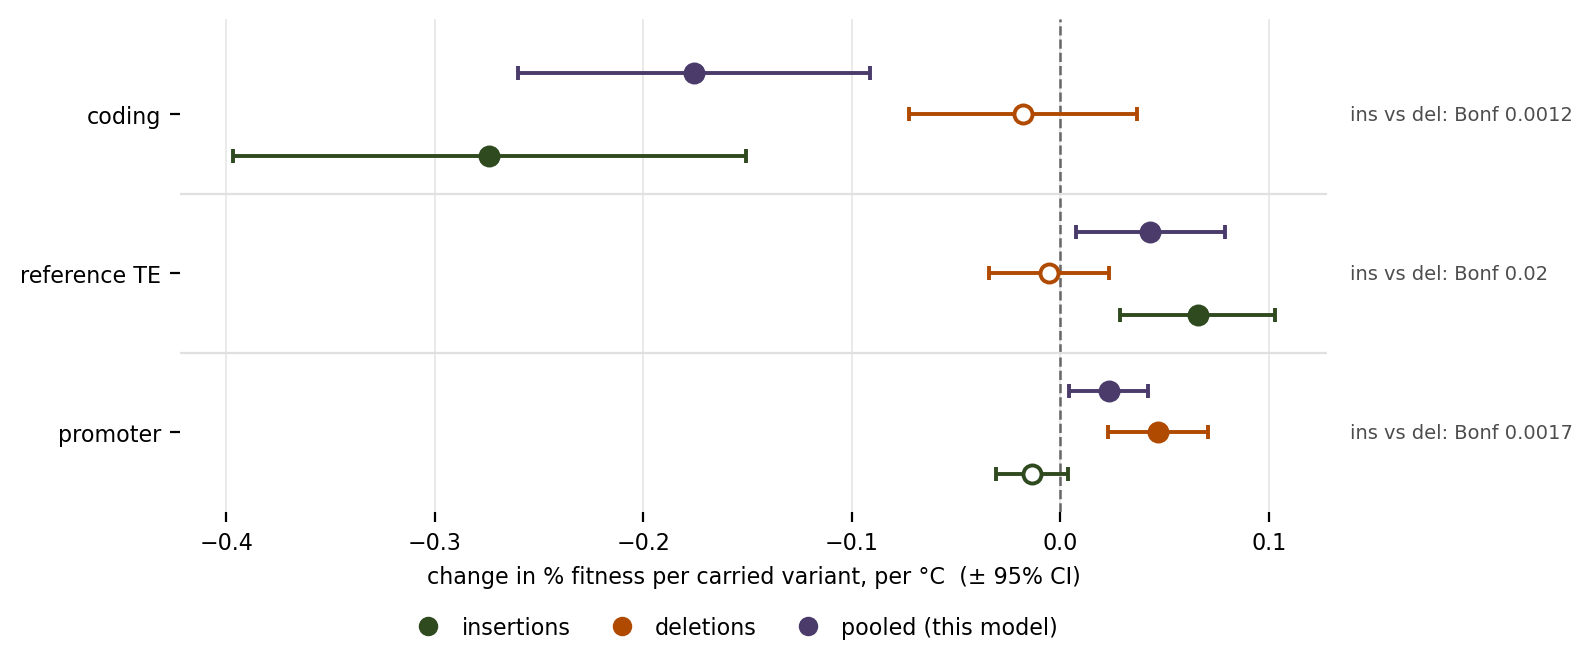 coding
ins vs del: Bonf 0.0012
reference TE
ins vs del: Bonf 0.02
promoter
ins vs del: Bonf 0.0017
−0.4 −0.3 −0.2 −0.1 0.0 0.1
change in % fitness per carried variant, per °C (± 95% CI)
insertions deletions pooled (this model)